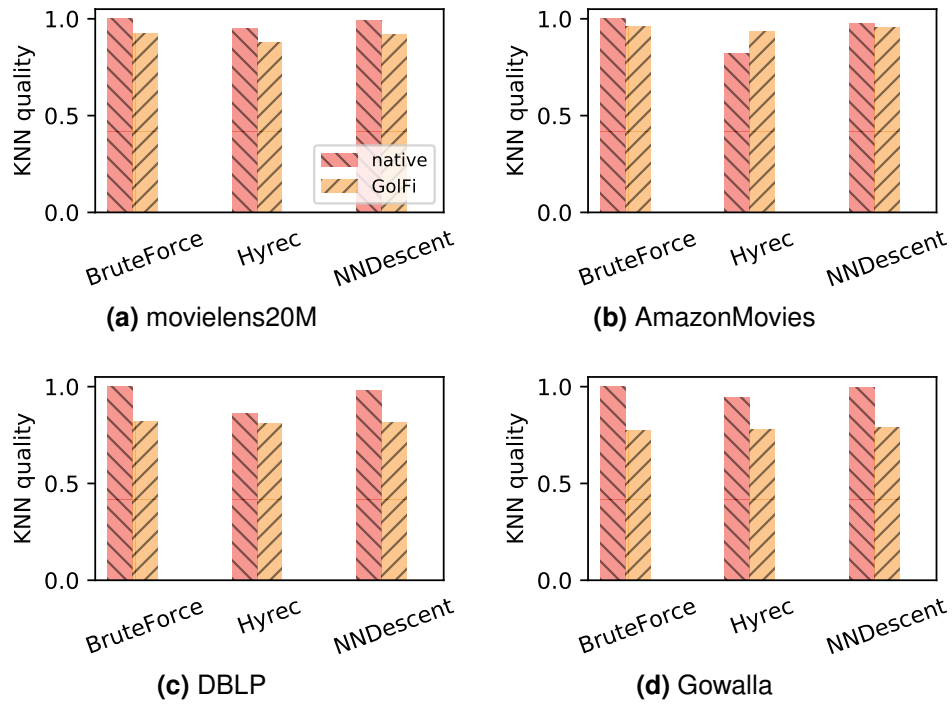 KNN quality
1.0
0.5
0.0
native
GolFi
BruteForce
Hyrec
NNDescent
(a) movielens20M
KNN quality
1.0
0.5
0.0
BruteForce
Hyrec
NNDescent
(b) AmazonMovies
KNN quality
1.0
0.5
0.0
BruteForce
Hyrec
NNDescent
(c) DBLP
KNN quality
1.0
0.5
0.0
BruteForce
Hyrec
NNDescent
(d) Gowalla